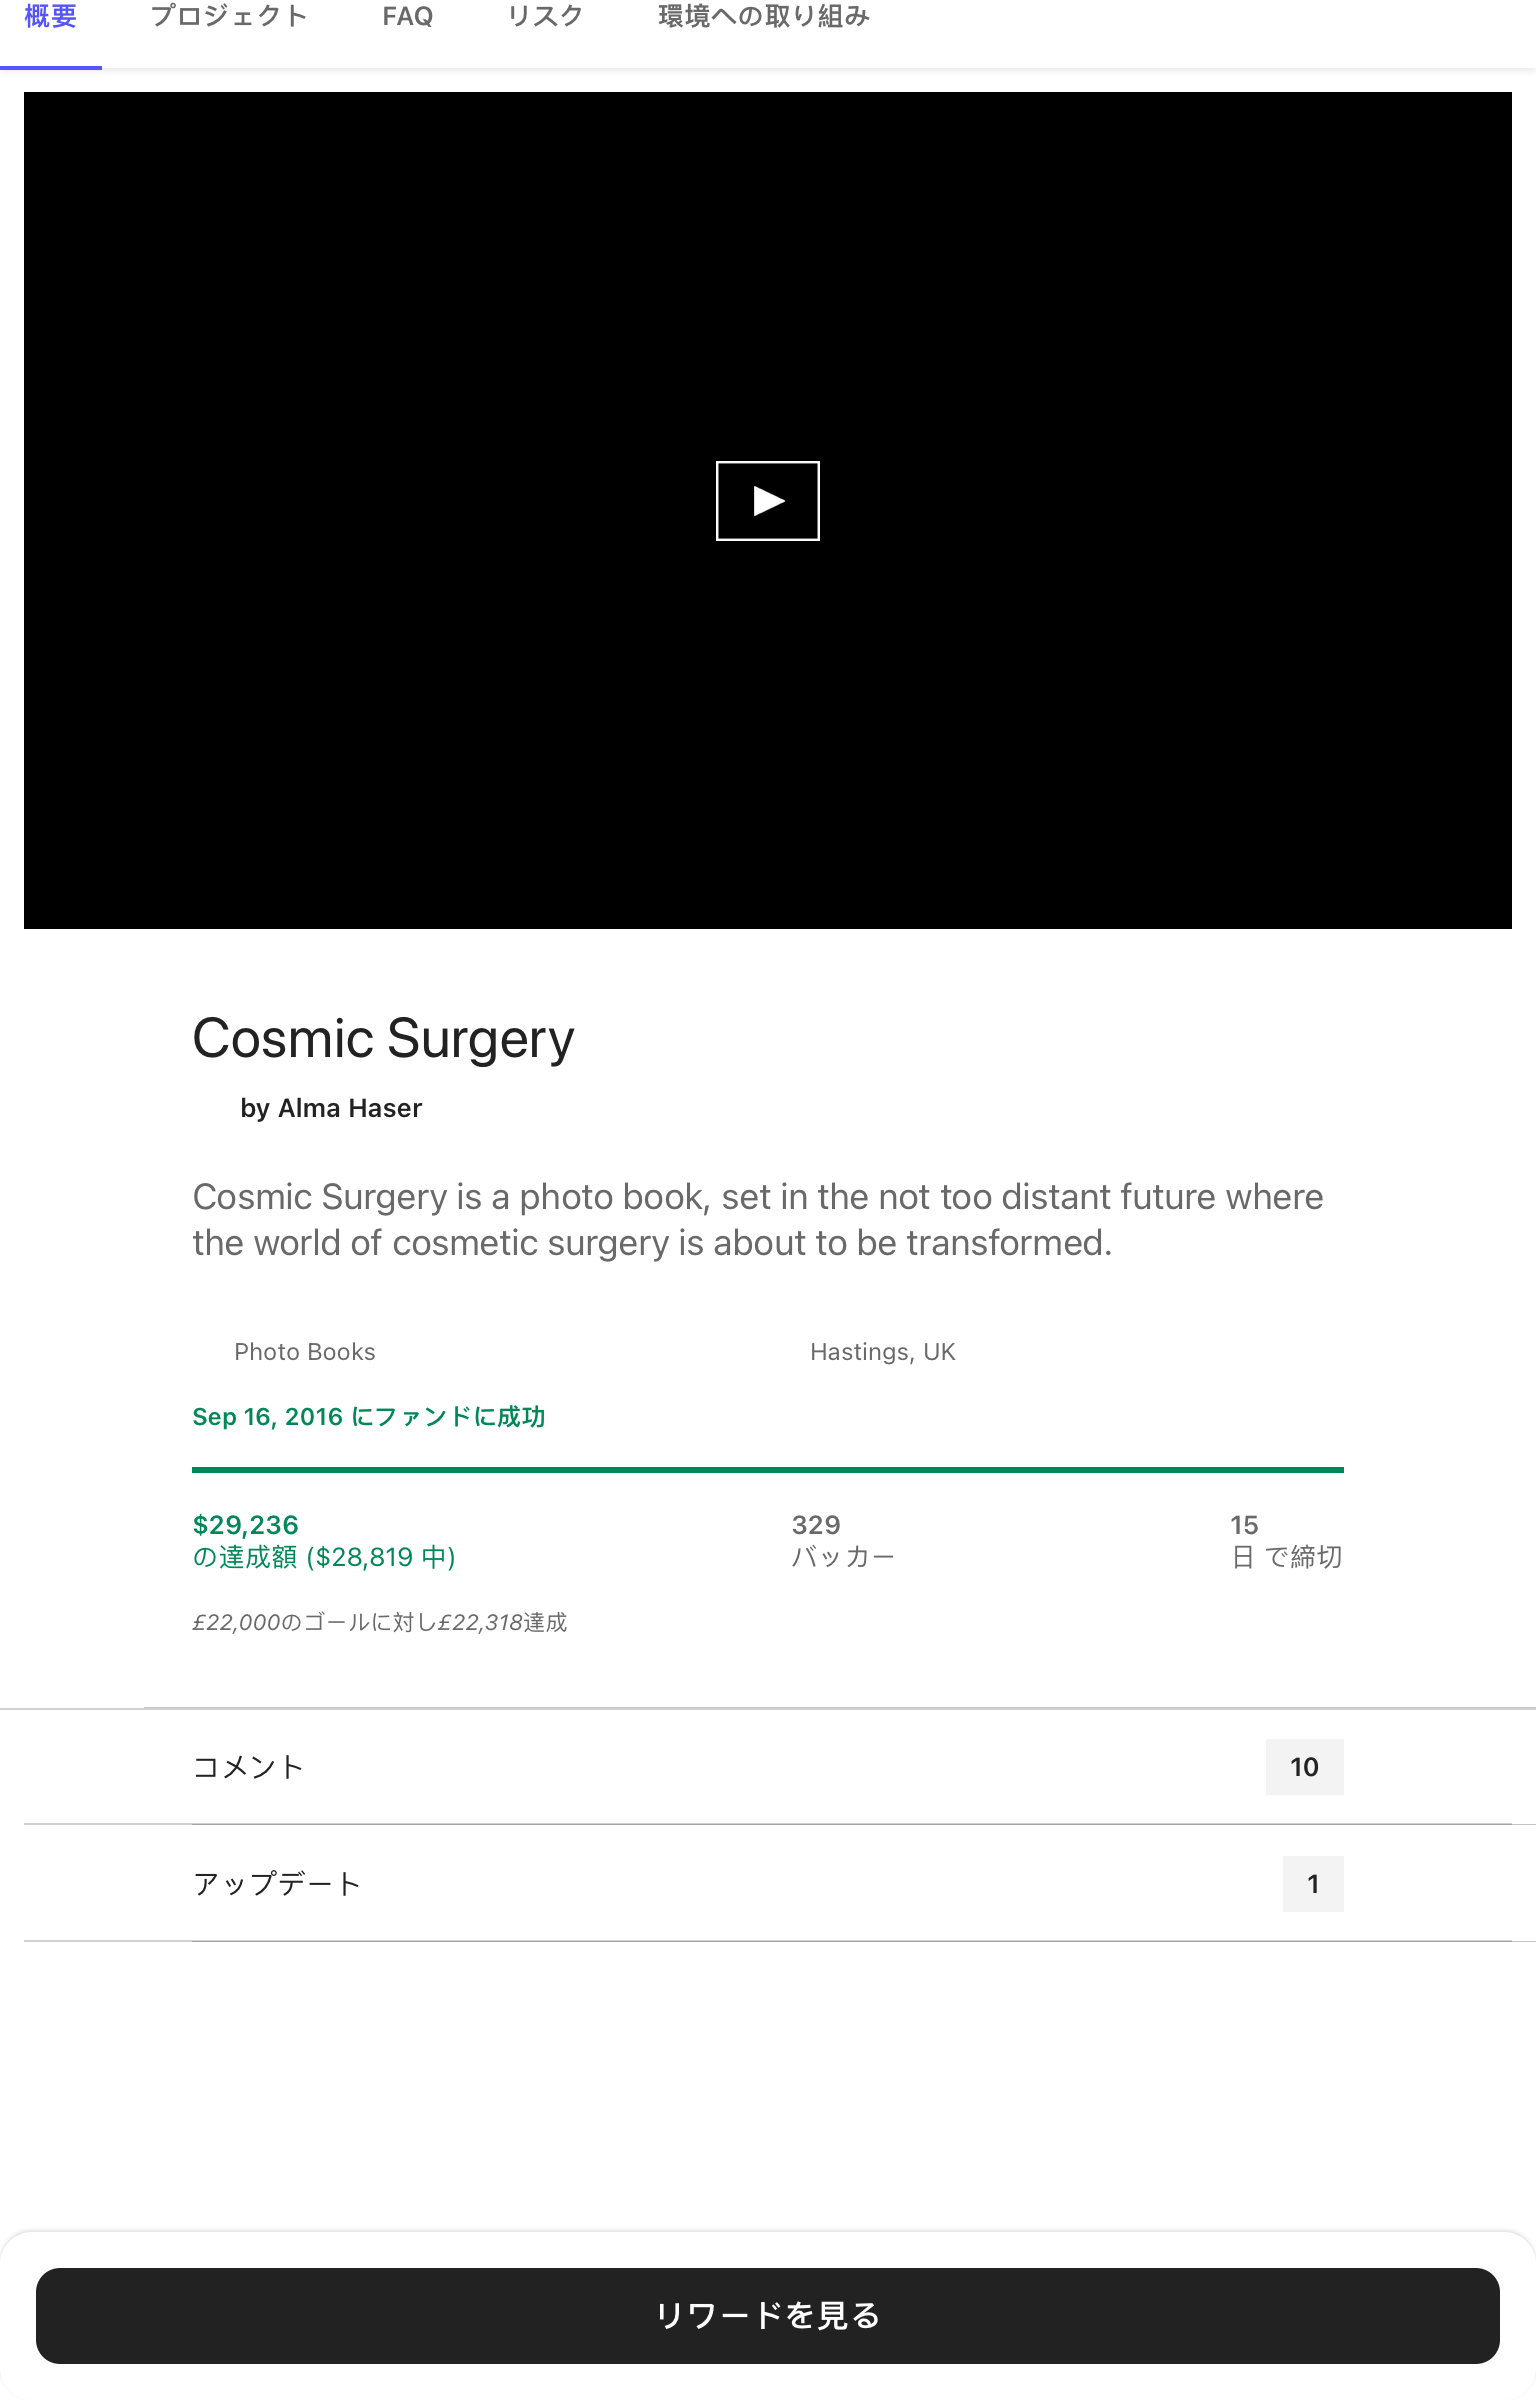 概要 プロジェクト FAQ リスク 環境への取り組み
Cosmic Surgery
by Alma Haser
Cosmic Surgery is a photo book, set in the not too distant future where
the world of cosmetic surgery is about to be transformed.
Photo Books Hastings, UK
Sep 16, 2016 にファンドに成功
$29,236 329 15
の達成額 ($28,819 中) バッカー 日 で締切
£22,000のゴールに対し£22,318達成
コメント 10
アップデート 1
リワードを見る